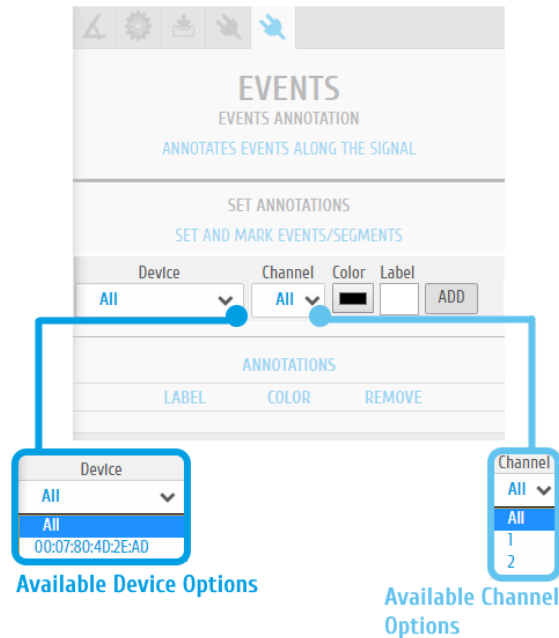 EVENTS
EVENTS ANNOTATION
ANNOTATES EVENTS ALONG THE SIGNAL
SET ANNOTATIONS
SET AND MARK EVENTS/SEGMENTS
Device Channel Color Label
All All ADD
ANNOTATIONS
LABEL COLOR REMOVE
Device
All
All
00:07:80:4D:2E:AD
Available Device Options
Channel
All
All
1
2
Available Channel
Options